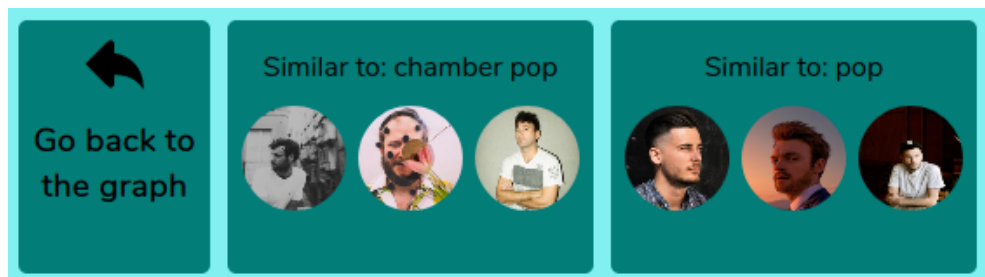 Go back to
the graph
Similar to: chamber pop
Similar to: pop